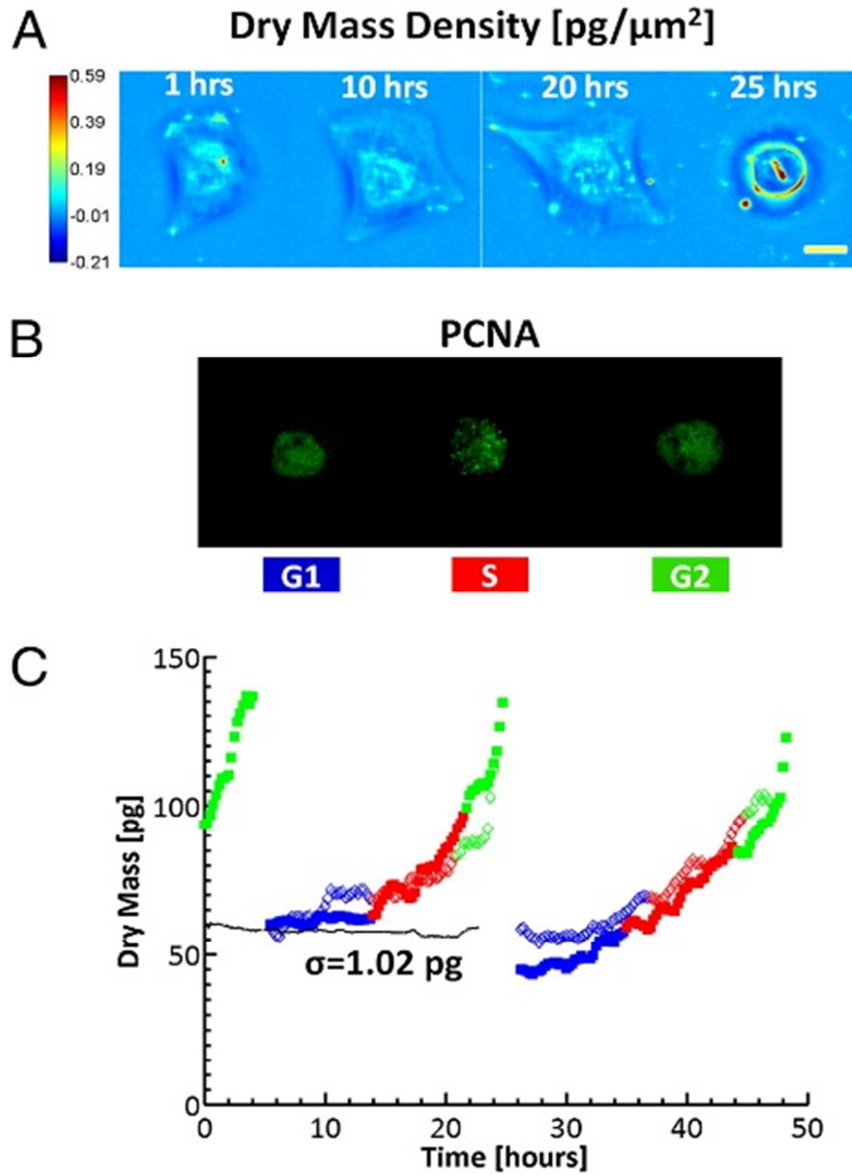 A
Dry Mass Density [pg/µm²]
0.59
0.39
0.19
-0.01
-0.21
1 hrs
10 hrs
20 hrs
25 hrs
B
PCNA
G1
S
G2
C
150
100
50
0
Dry Mass [pg]
σ=1.02 pg
0
10
20
30
40
50
Time [hours]